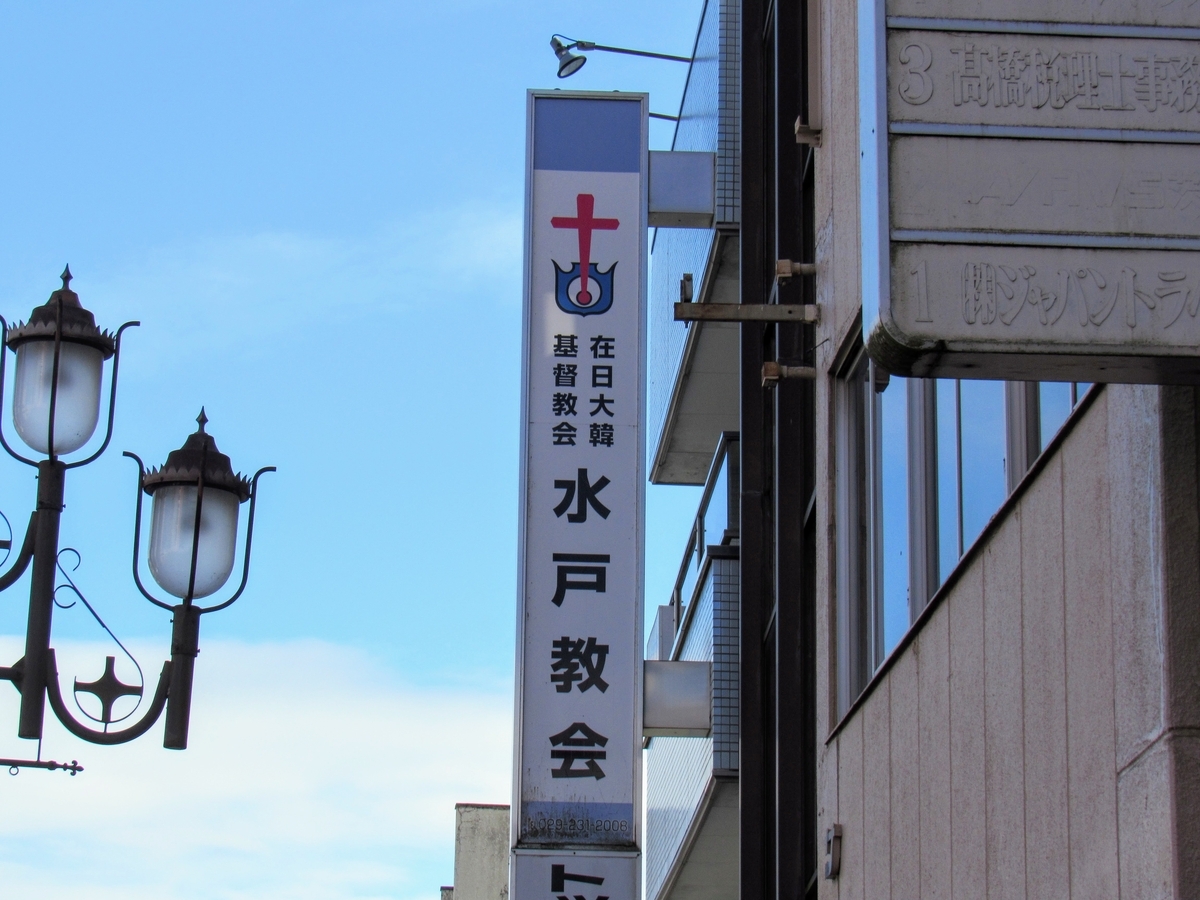 在日大韓
基督教会
水戸教会
029-231-2008
3 髙橋税理士事務
1 ㈱ジャパントラ